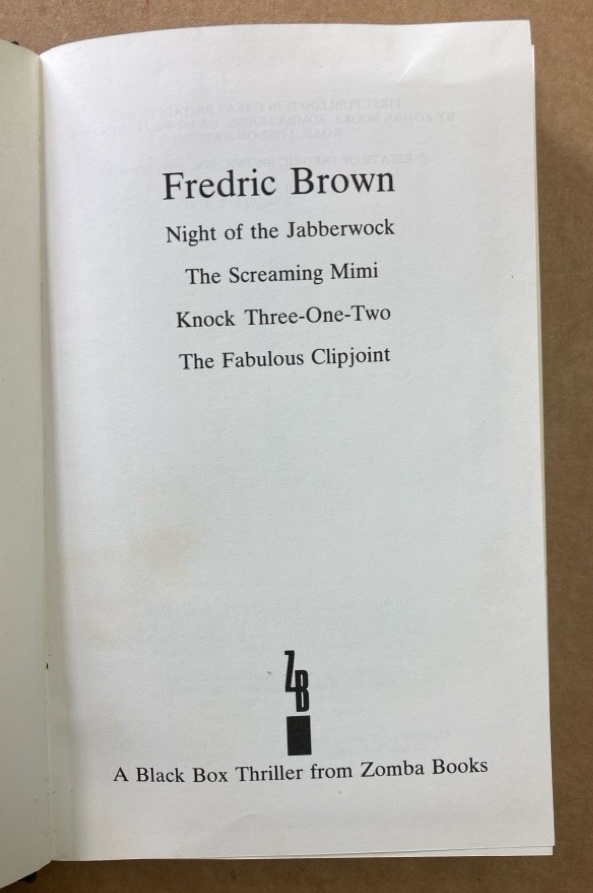 Fredric Brown
Night of the Jabberwock
The Screaming Mimi
Knock Three-One-Two
The Fabulous Clipjoint
ZB
A Black Box Thriller from Zomba Books